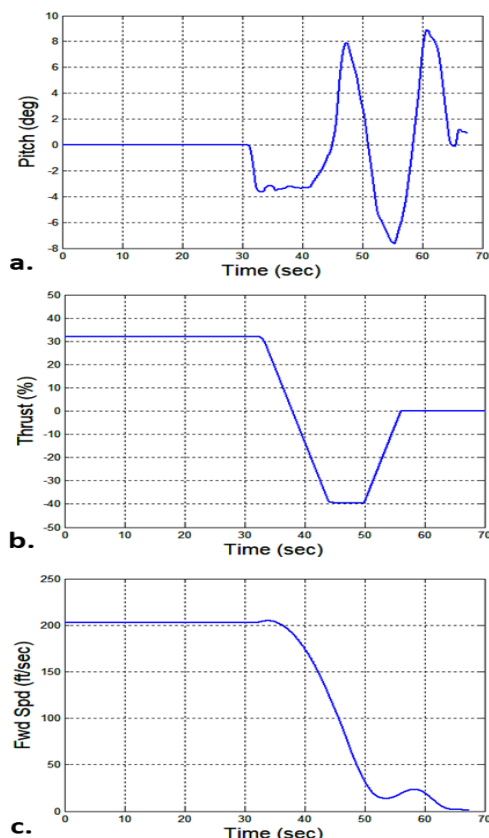 10
8
6
4
2
0
-2
-4
-6
-8
Pitch (deg)
0 10 20 30 40 50 60 70
Time (sec)
a.
50
40
30
20
10
0
-10
-20
-30
-40
-50
Thrust (%)
0 10 20 30 40 50 60 70
Time (sec)
b.
250
200
150
100
50
0
Fwd Spd (ft/sec)
0 10 20 30 40 50 60 70
Time (sec)
c.